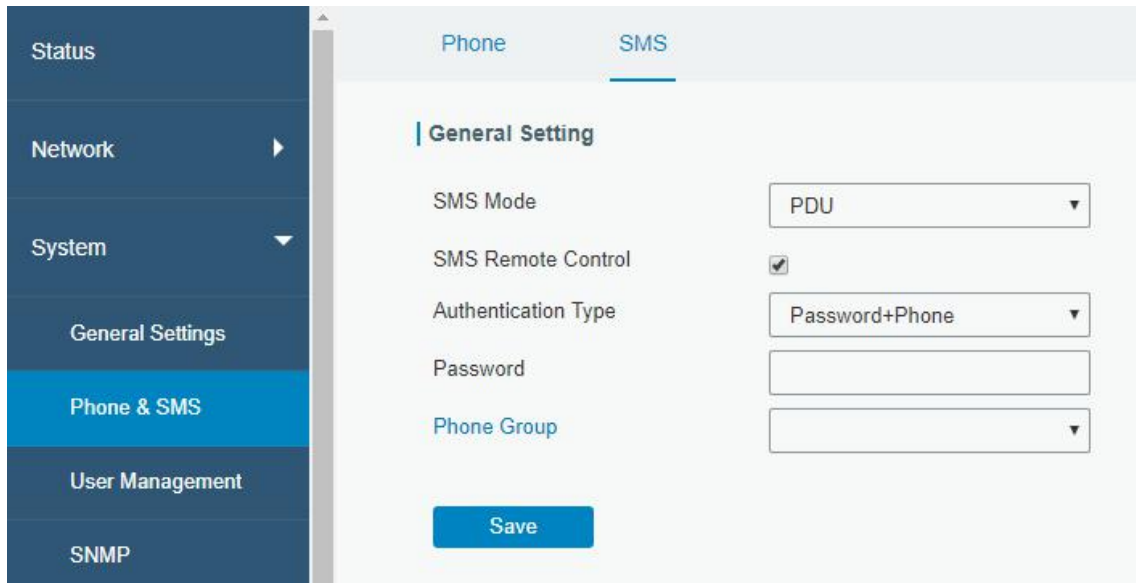 Status
Network
System
General Settings
Phone & SMS
User Management
SNMP
Phone SMS
General Setting
SMS Mode PDU
SMS Remote Control
Authentication Type Password+Phone
Password
Phone Group
Save